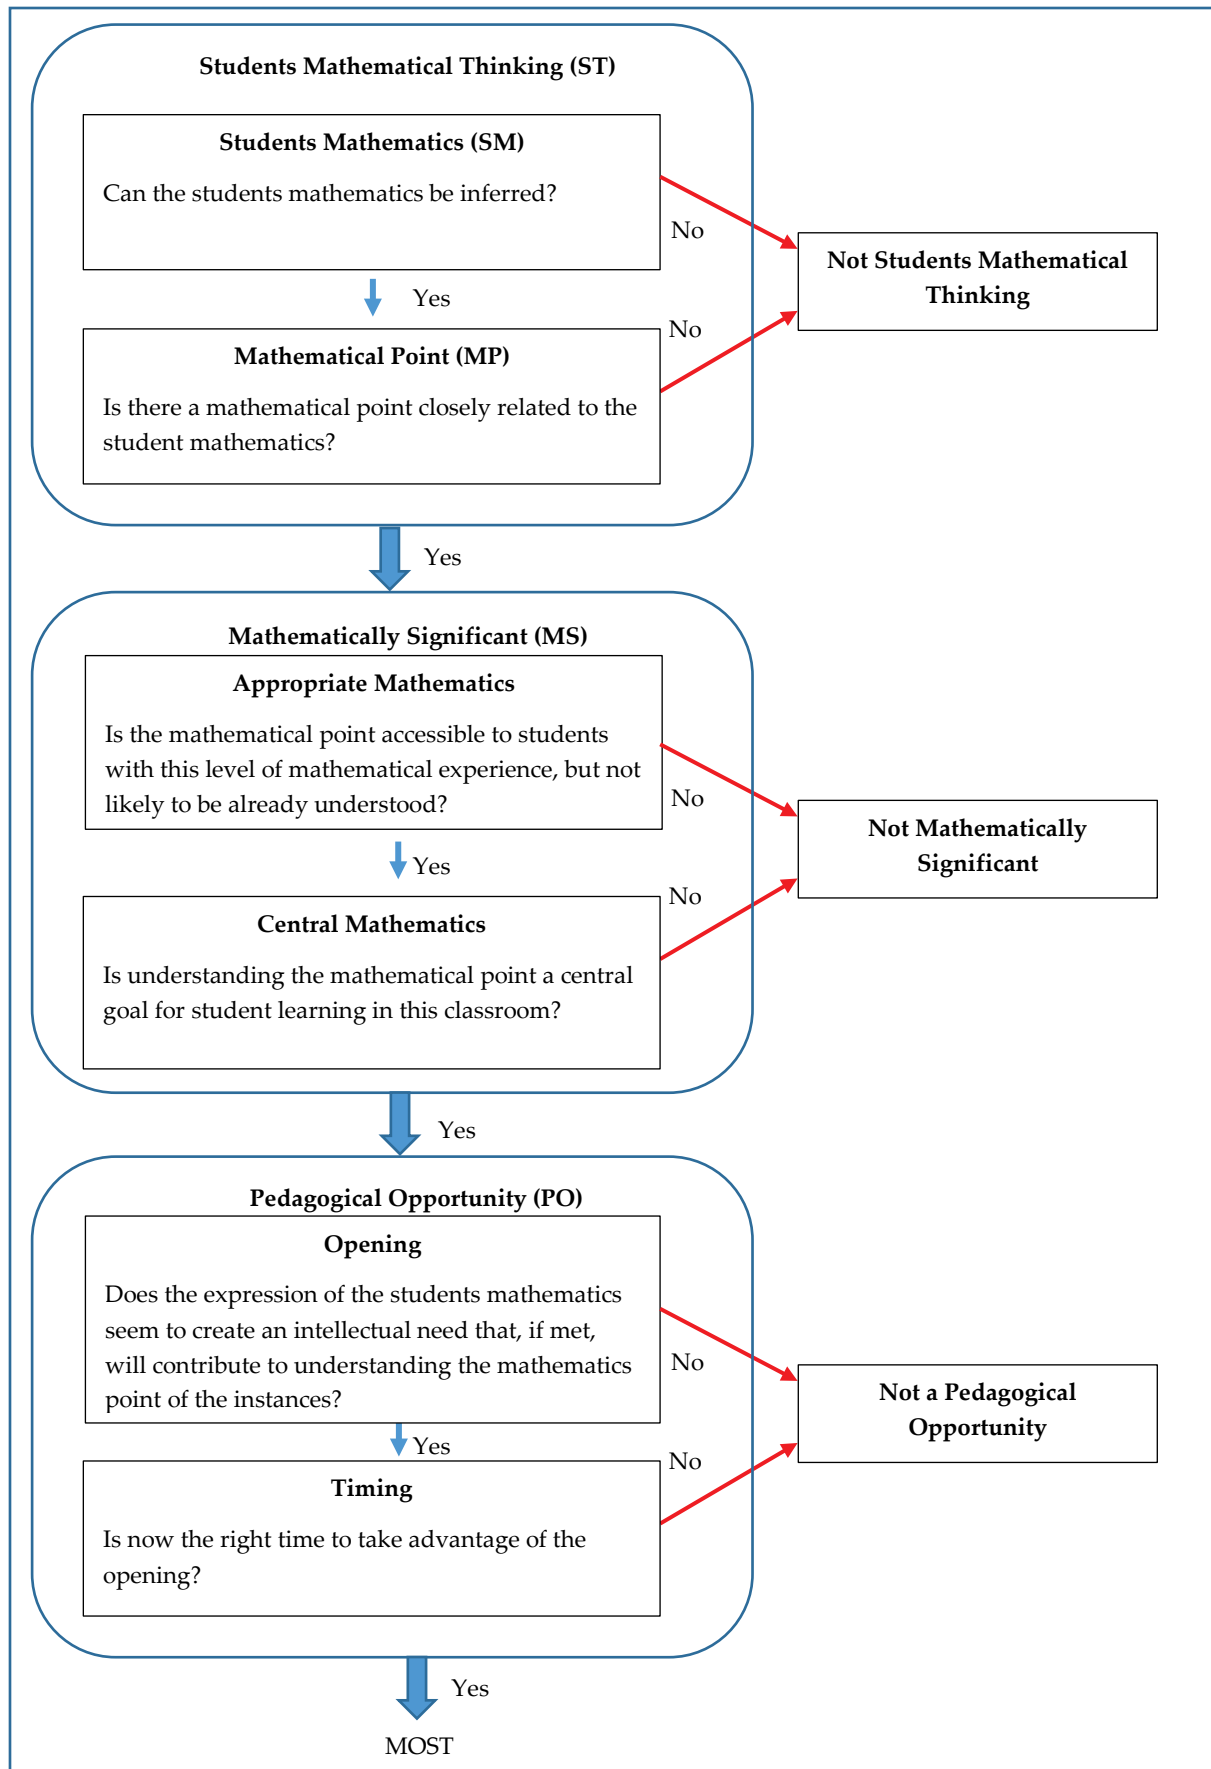 Students Mathematical Thinking (ST)
Students Mathematics (SM)
Can the students mathematics be inferred?
No
Not Students Mathematical
Thinking
Yes
No
Mathematical Point (MP)
Is there a mathematical point closely related to the
student mathematics?
Yes
Mathematically Significant (MS)
Appropriate Mathematics
Is the mathematical point accessible to students
with this level of mathematical experience, but not
likely to be already understood?
No
Not Mathematically
Significant
Yes
No
Central Mathematics
Is understanding the mathematical point a central
goal for student learning in this classroom?
Yes
Pedagogical Opportunity (PO)
Opening
Does the expression of the students mathematics
seem to create an intellectual need that, if met,
will contribute to understanding the mathematics
point of the instances?
No
Not a Pedagogical
Opportunity
Yes
No
Timing
Is now the right time to take advantage of the
opening?
Yes
MOST